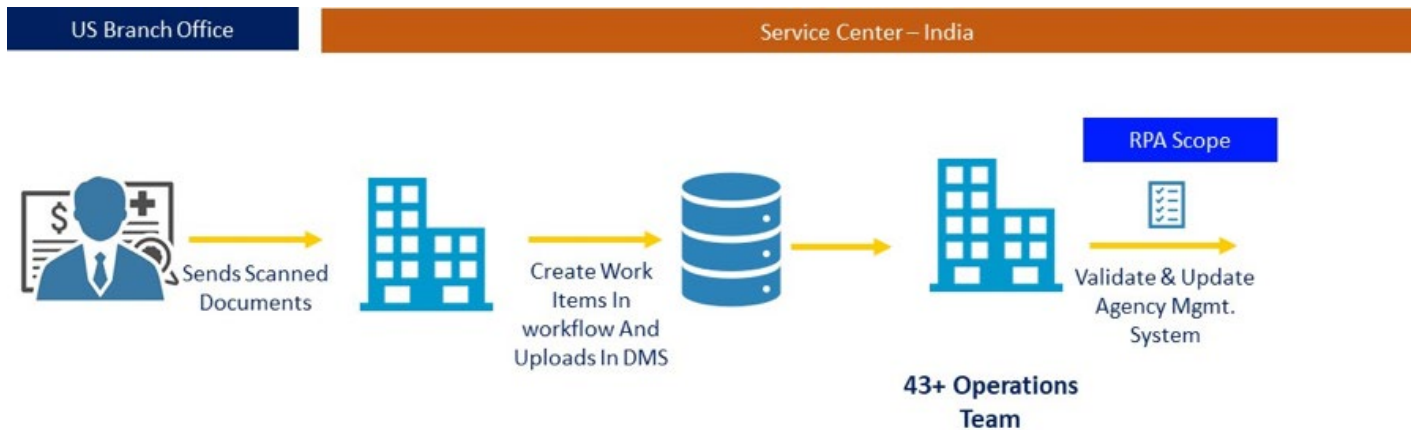 US Branch Office
Service Center – India
RPA Scope
$
Sends Scanned
Documents
Create Work
Items In
workflow And
Uploads In DMS
Validate & Update
Agency Mgmt.
System
43+ Operations
Team